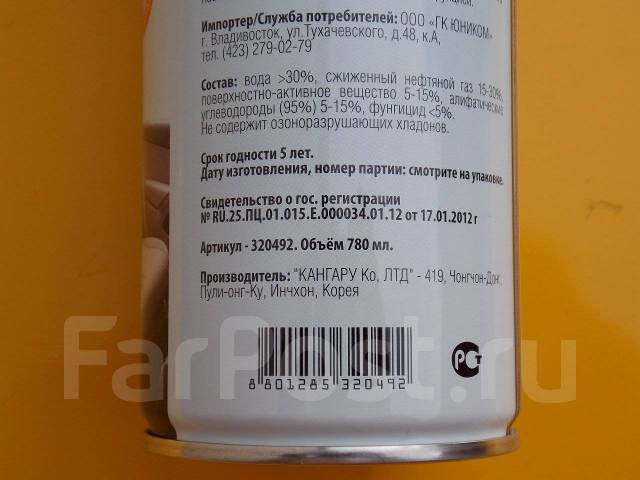 Импортер/Служба потребителей: ООО "ГК ЮНИКОМ"
г. Владивосток, ул.Тухачевского, д.48, к.А,
тел. (423) 279-02-79
Состав: вода >30%, сжиженный нефтяной газ 15-30%,
поверхностно-активное вещество 5-15%, алифатические
углеводороды (95%) 5-15%, фунгицид <5%.
Не содержит озоноразрушающих хладонов.
Срок годности 5 лет.
Дату изготовления, номер партии: смотрите на упаковке.
Свидетельство о гос. регистрации
№ RU.25.ПЦ.01.015.Е.000034.01.12 от 17.01.2012 г
Артикул - 320492. Объём 780 мл.
Производитель: "КАНГАРУ Ко, ЛТД" - 419, Чонгчон-Дон,
Пули-онг-Ку, Инчхон, Корея
8 801285 320492
РСТ
FarPost.ru